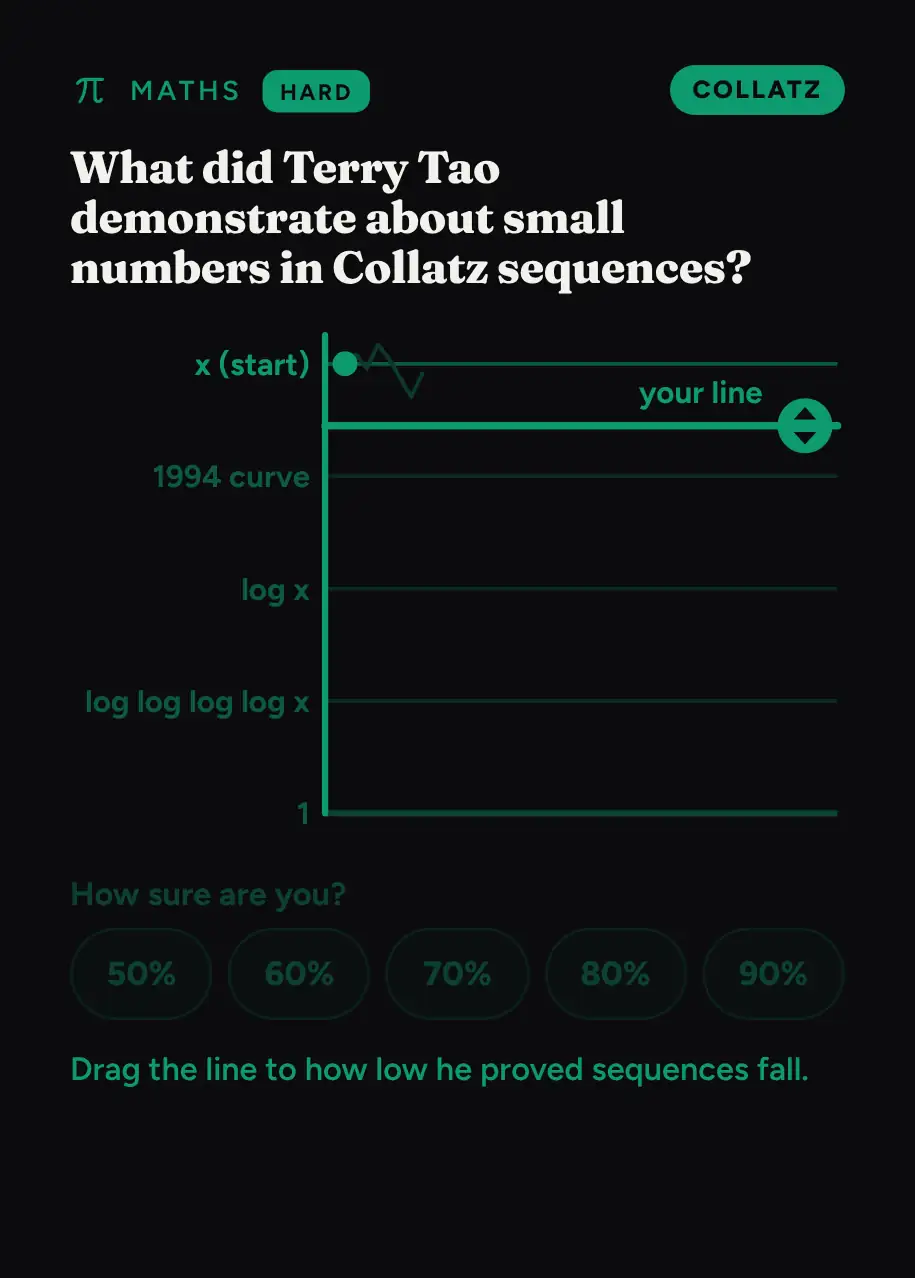 π MATHS HARD COLLATZ
What did Terry Tao
demonstrate about small
numbers in Collatz sequences?
x (start)
your line
1994 curve
log x
log log log log x
1
How sure are you?
50% 60% 70% 80% 90%
Drag the line to how low he proved sequences fall.